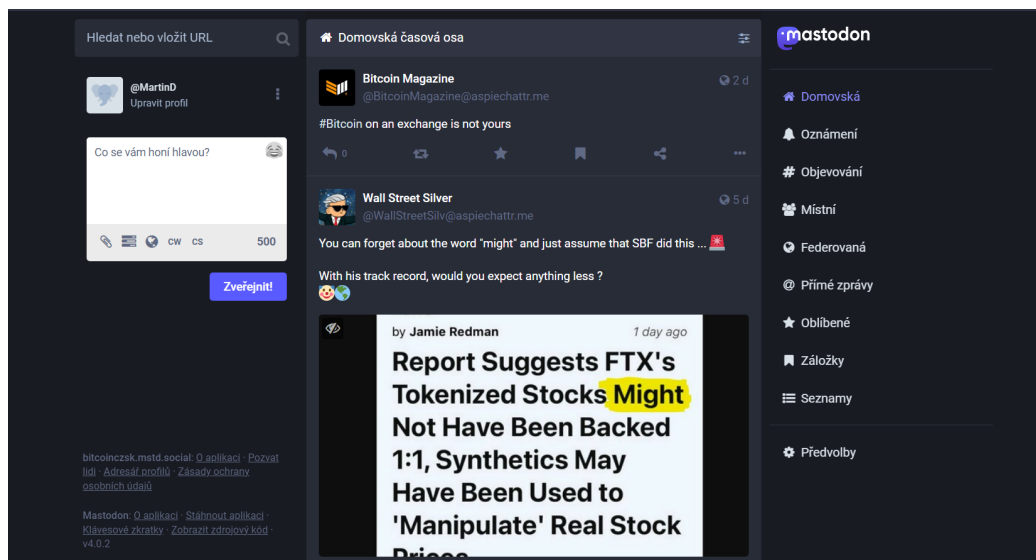 Hledat nebo vložit URL
@MartinD
Upravit profil
Co se vám honí hlavou?
CW CS 500
Zveřejnit!
bitcoinczsk.mstd.social: O aplikaci · Pozvat
lidi · Adresář profilů · Zásady ochrany
osobních údajů
Mastodon: O aplikaci · Stáhnout aplikaci ·
Klávesové zkratky · Zobrazit zdrojový kód ·
v4.0.2
Domovská časová osa
Bitcoin Magazine
2 d
@BitcoinMagazine@aspiechattr.me
#Bitcoin on an exchange is not yours
0
Wall Street Silver
5 d
@WallStreetSilv@aspiechattr.me
You can forget about the word "might" and just assume that SBF did this ... 🚨
With his track record, would you expect anything less ?
🤡🌎
by Jamie Redman 1 day ago
Report Suggests FTX's
Tokenized Stocks Might
Not Have Been Backed
1:1, Synthetics May
Have Been Used to
'Manipulate' Real Stock
Prices
mastodon
Domovská
Oznámení
Objevování
Místní
Federovaná
Přímé zprávy
Oblíbené
Záložky
Seznamy
Předvolby